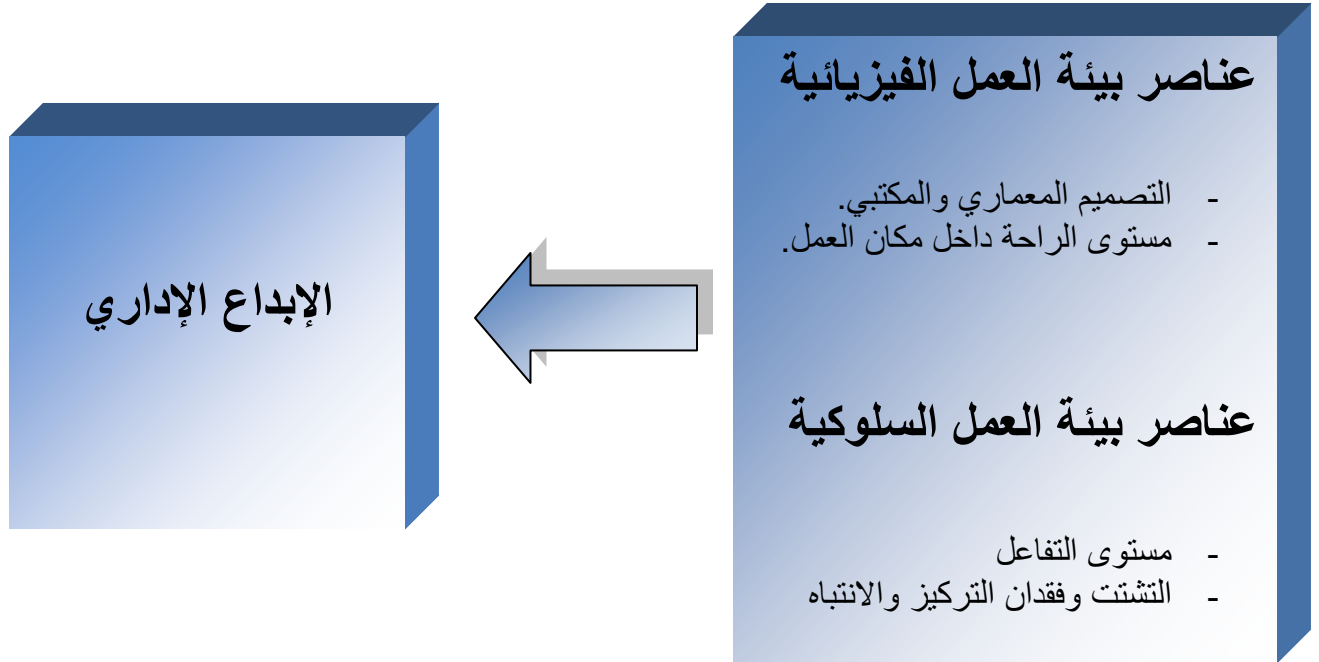 عناصر بيئة العمل الفيزيائية
- التصميم المعماري والمكتبي.
- مستوى الراحة داخل مكان العمل.
عناصر بيئة العمل السلوكية
- مستوى التفاعل
- التشتت وفقدان التركيز والانتباه
الإبداع الإداري